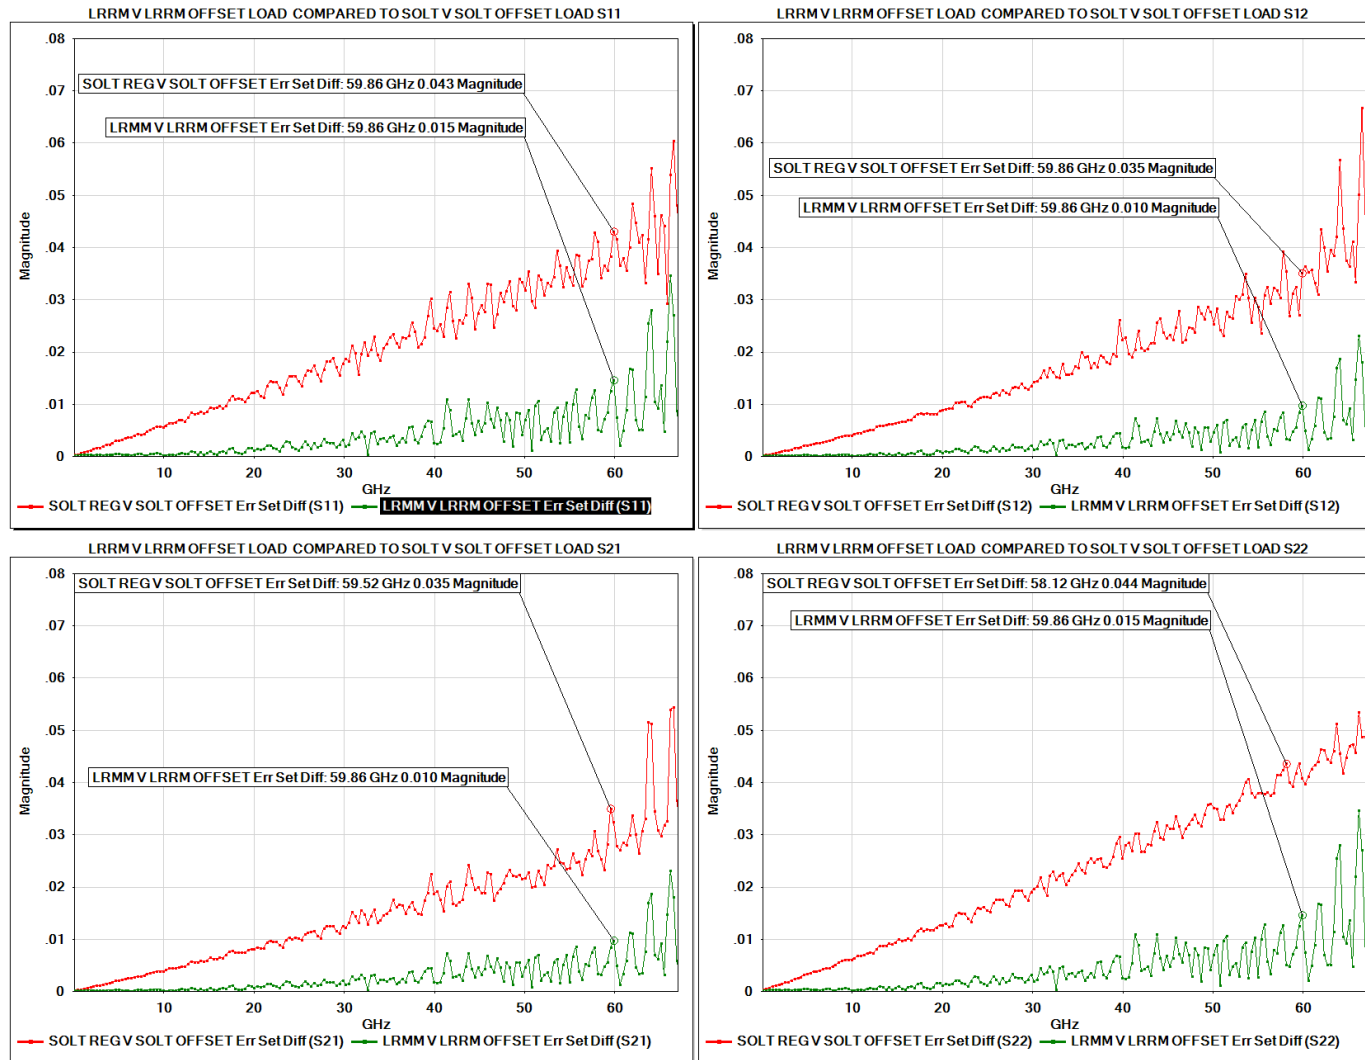 LRRM V LRRM OFFSET LOAD COMPARED TO SOLT V SOLT OFFSET LOAD S11
.08
.07
.06
.05
.04
.03
.02
.01
0
Magnitude
SOLT REG V SOLT OFFSET Err Set Diff: 59.86 GHz 0.043 Magnitude
LRMM V LRRM OFFSET Err Set Diff: 59.86 GHz 0.015 Magnitude
10 20 30 40 50 60
GHz
SOLT REG V SOLT OFFSET Err Set Diff (S11) LRMM V LRRM OFFSET Err Set Diff (S11)
LRRM V LRRM OFFSET LOAD COMPARED TO SOLT V SOLT OFFSET LOAD S12
.08
.07
.06
.05
.04
.03
.02
.01
0
Magnitude
SOLT REG V SOLT OFFSET Err Set Diff: 59.86 GHz 0.035 Magnitude
LRMM V LRRM OFFSET Err Set Diff: 59.86 GHz 0.010 Magnitude
10 20 30 40 50 60
GHz
SOLT REG V SOLT OFFSET Err Set Diff (S12) LRMM V LRRM OFFSET Err Set Diff (S12)
LRRM V LRRM OFFSET LOAD COMPARED TO SOLT V SOLT OFFSET LOAD S21
.08
.07
.06
.05
.04
.03
.02
.01
0
Magnitude
SOLT REG V SOLT OFFSET Err Set Diff: 59.52 GHz 0.035 Magnitude
LRMM V LRRM OFFSET Err Set Diff: 59.86 GHz 0.010 Magnitude
10 20 30 40 50 60
GHz
SOLT REG V SOLT OFFSET Err Set Diff (S21) LRMM V LRRM OFFSET Err Set Diff (S21)
LRRM V LRRM OFFSET LOAD COMPARED TO SOLT V SOLT OFFSET LOAD S22
.08
.07
.06
.05
.04
.03
.02
.01
0
Magnitude
SOLT REG V SOLT OFFSET Err Set Diff: 58.12 GHz 0.044 Magnitude
LRMM V LRRM OFFSET Err Set Diff: 59.86 GHz 0.015 Magnitude
10 20 30 40 50 60
GHz
SOLT REG V SOLT OFFSET Err Set Diff (S22) LRMM V LRRM OFFSET Err Set Diff (S22)